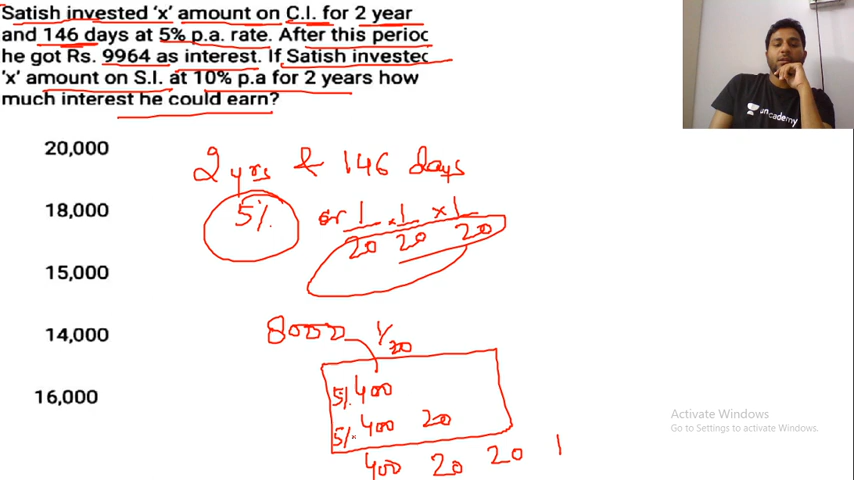 Satish invested ‘x’ amount on C.I. for 2 year
and 146 days at 5% p.a. rate. After this perioc
he got Rs. 9964 as interest. If Satish investec
‘x’ amount on S.I. at 10% p.a for 2 years how
much interest he could earn?
unacademy
20,000
2 yrs & 146 days
18,000
5%
or 1/20 × 1/20 × 1/20
15,000
8000 1/20
14,000
5% 400
16,000
5% 400 20
400 20 20 1
Activate Windows
Go to Settings to activate Windows.